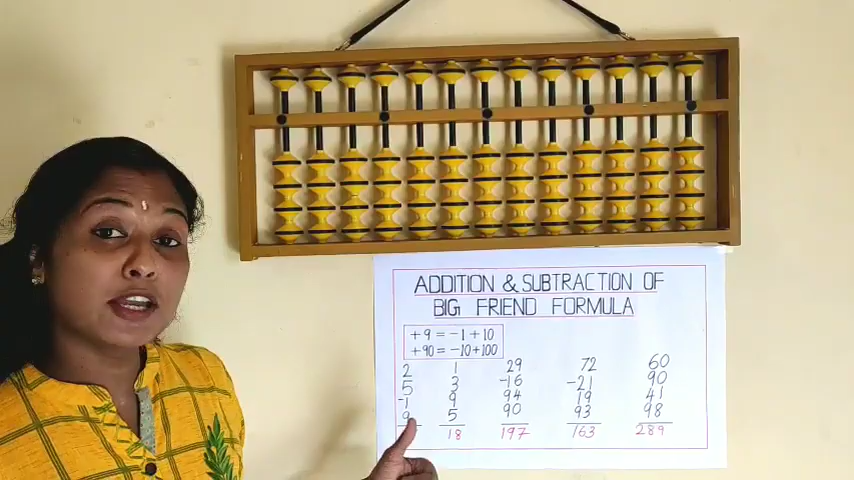 ADDITION & SUBTRACTION OF
BIG FRIEND FORMULA
+9 = -1+10
+90 = -10+100
2 1 29 72 60
5 3 -16 -21 90
-1 9 94 19 41
9 5 90 93 98
18 197 163 289